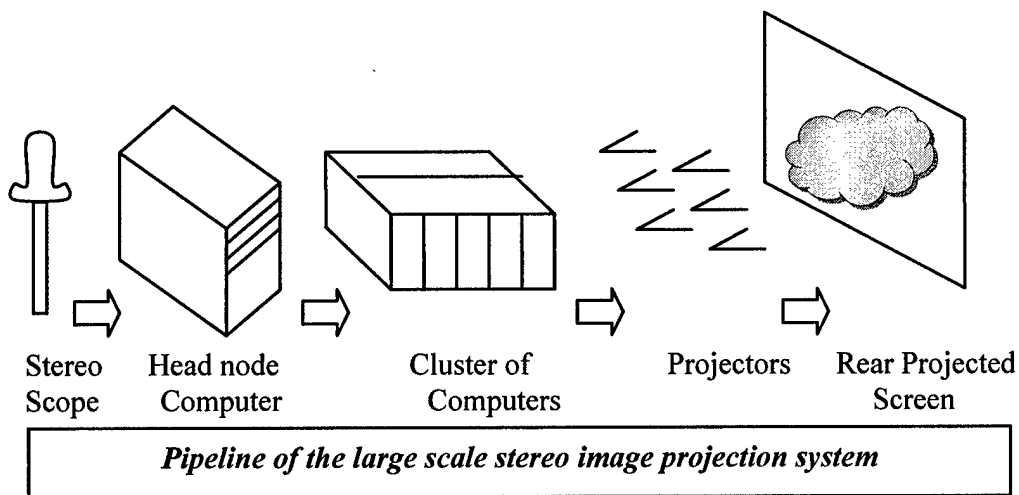 Stereo Scope
Head node Computer
Cluster of Computers
Projectors
Rear Projected Screen
Pipeline of the large scale stereo image projection system